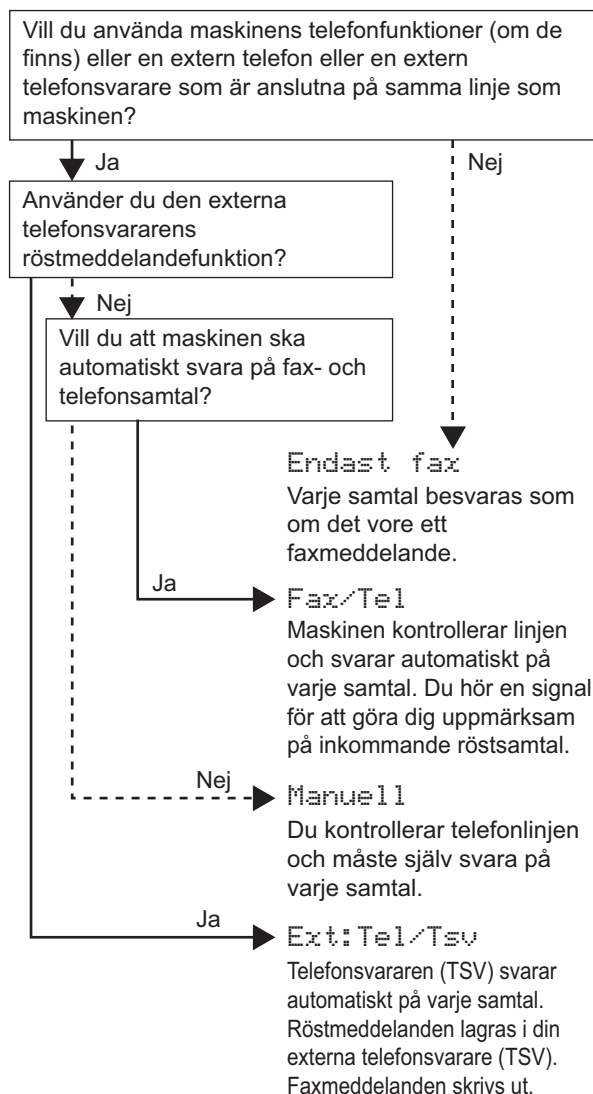 Vill du använda maskinens telefonfunktioner (om de
finns) eller en extern telefon eller en extern
telefonsvarare som är anslutna på samma linje som
maskinen?
Ja
Nej
Använder du den externa
telefonsvararens
röstmeddelandefunktion?
Nej
Vill du att maskinen ska
automatiskt svara på fax- och
telefonsamtal?
Endast fax
Varje samtal besvaras som
om det vore ett
faxmeddelande.
Ja
Fax/Tel
Maskinen kontrollerar linjen
och svarar automatiskt på
varje samtal. Du hör en signal
för att göra dig uppmärksam
på inkommande röstsamtal.
Nej
Manuell
Du kontrollerar telefonlinjen
och måste själv svara på
varje samtal.
Ja
Ext:Tel/Tsv
Telefonsvararen (TSV) svarar
automatiskt på varje samtal.
Röstmeddelanden lagras i din
externa telefonsvarare (TSV).
Faxmeddelanden skrivs ut.